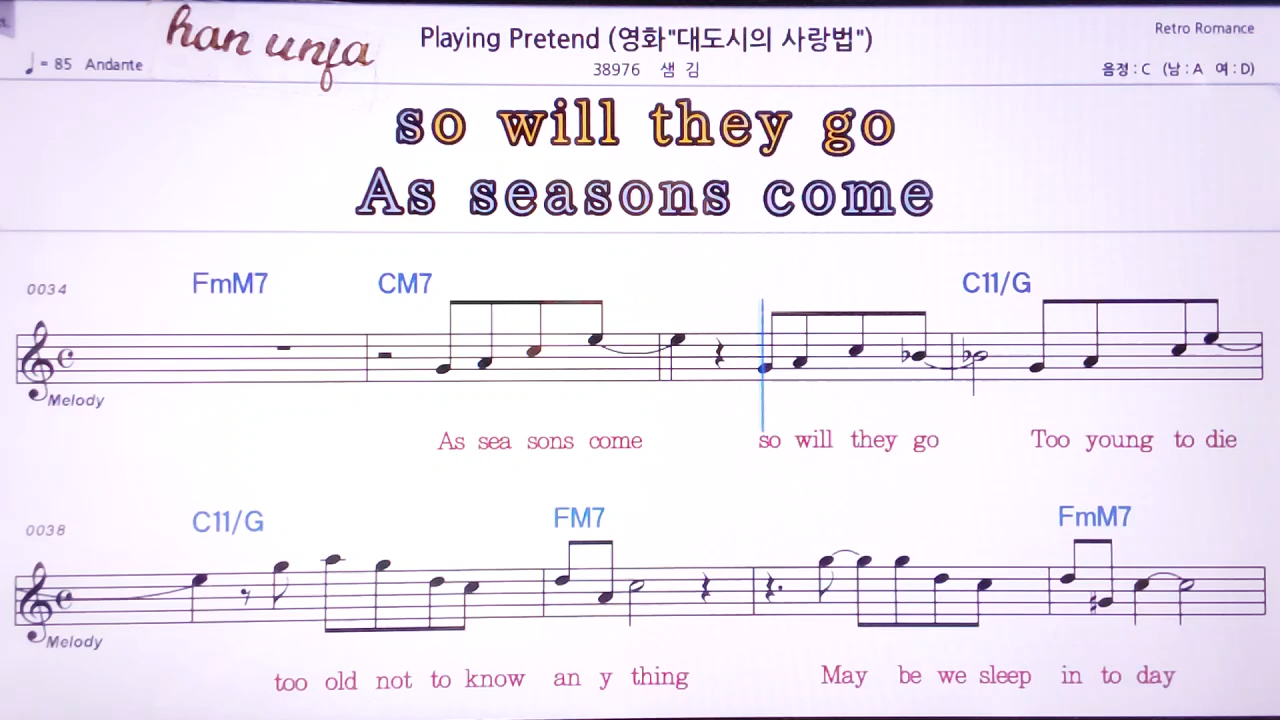 han unja
Playing Pretend (영화"대도시의 사랑법")
Retro Romance
♩ = 85 Andante
38976 샘 김
음정 : C (남 : A 여 : D)
so will they go
As seasons come
0034
FmM7 CM7 C11/G
Melody
As sea sons come so will they go Too young to die
0038
C11/G FM7 FmM7
Melody
too old not to know an y thing May be we sleep in to day